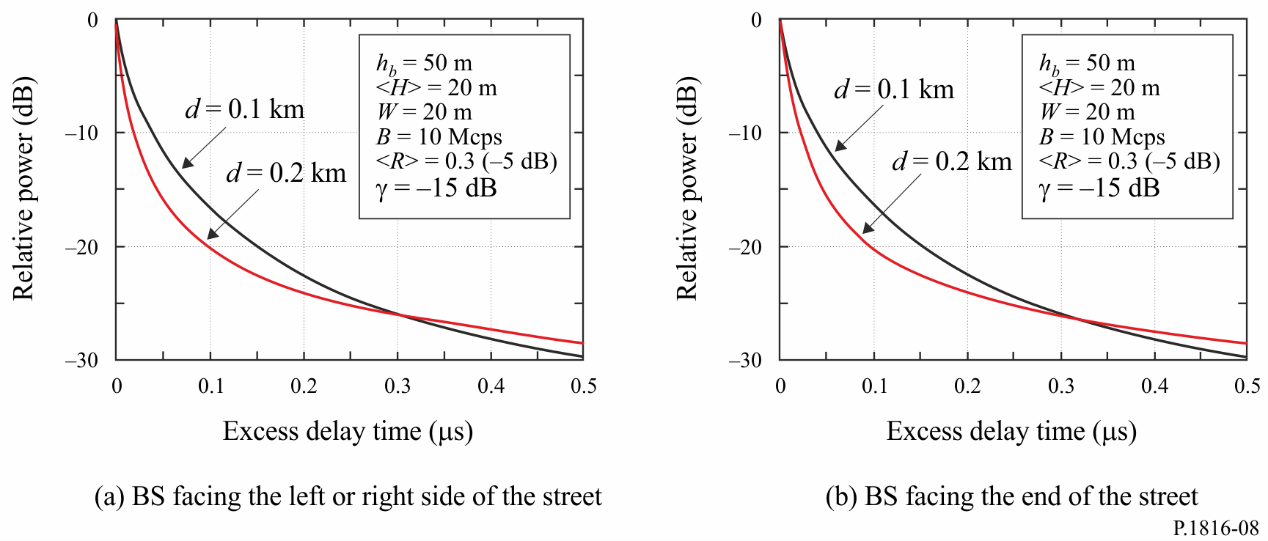 0
–10
–20
–30
Relative power (dB)
d = 0.1 km
d = 0.2 km
h_b = 50 m
<H> = 20 m
W = 20 m
B = 10 Mcps
<R> = 0.3 (–5 dB)
γ = –15 dB
0 0.1 0.2 0.3 0.4 0.5
Excess delay time (μs)
(a) BS facing the left or right side of the street
0
–10
–20
–30
Relative power (dB)
d = 0.1 km
d = 0.2 km
h_b = 50 m
<H> = 20 m
W = 20 m
B = 10 Mcps
<R> = 0.3 (–5 dB)
γ = –15 dB
0 0.1 0.2 0.3 0.4 0.5
Excess delay time (μs)
(b) BS facing the end of the street
P.1816-08